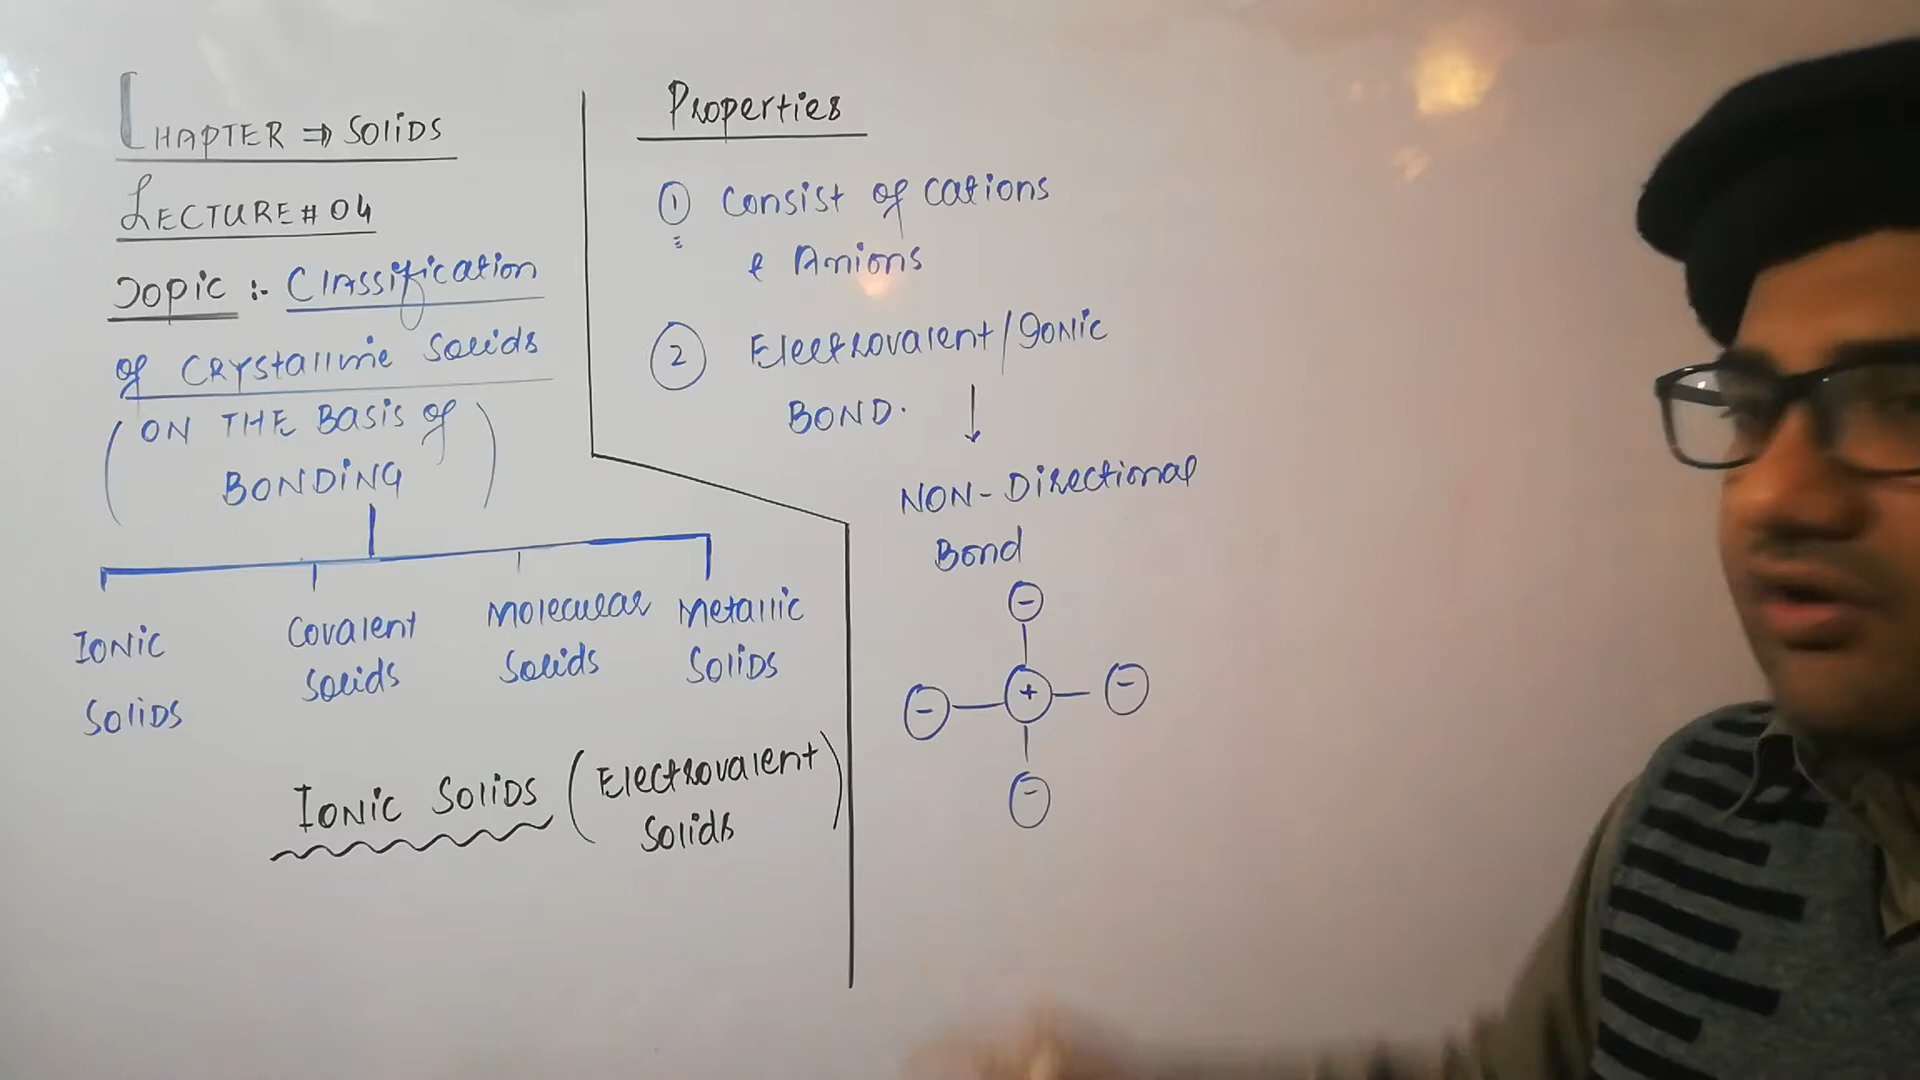 CHAPTER ⇒ SOLIDS
LECTURE # 04
Topic :- Classification
of Crystalline Solids
(ON THE BASIS of
BONDING)
IONIC
SOLIDS
Covalent
Solids
Molecular
Solids
Metallic
SOLIDS
IONIC SOLIDS (Electrovalent
Solids)
Properties
① Consist of cations
& Anions
② Electrovalent/Ionic
BOND.
↓
NON-Directional
Bond
-
- + -
-